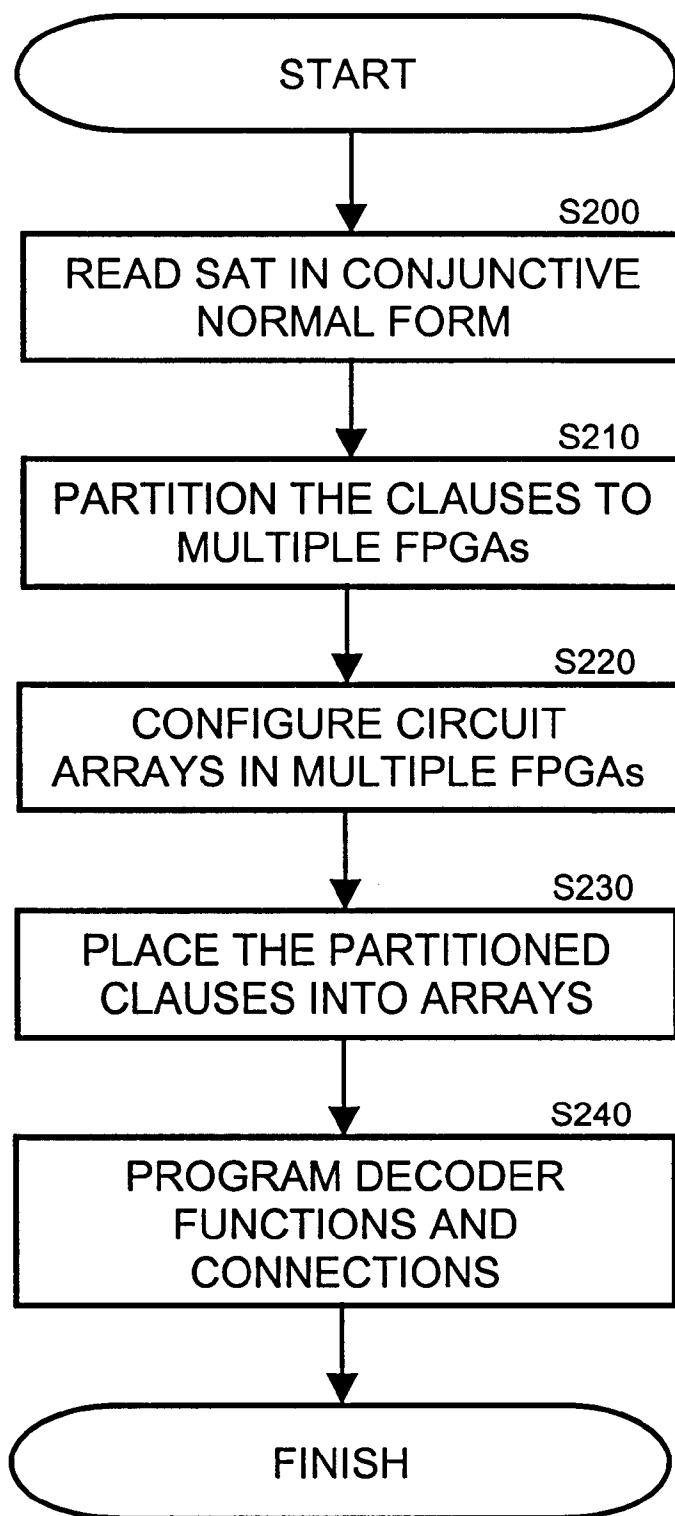 START
S200
READ SAT IN CONJUNCTIVE
NORMAL FORM
S210
PARTITION THE CLAUSES TO
MULTIPLE FPGAs
S220
CONFIGURE CIRCUIT
ARRAYS IN MULTIPLE FPGAs
S230
PLACE THE PARTITIONED
CLAUSES INTO ARRAYS
S240
PROGRAM DECODER
FUNCTIONS AND
CONNECTIONS
FINISH